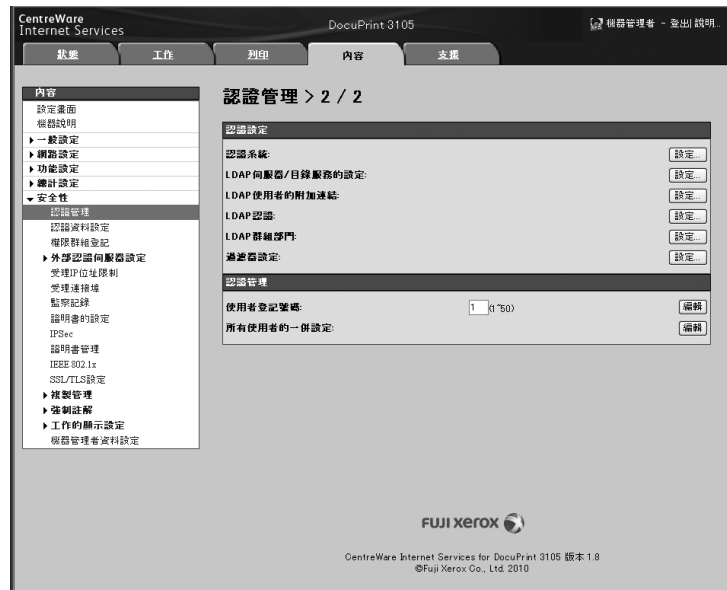 CentreWare
Internet Services
DocuPrint 3105
機器管理者 - 登出|說明...
狀態
工作
列印
內容
支援
內容
設定畫面
機器說明
一般設定
網路設定
功能設定
總計設定
安全性
認證管理
認證資料設定
權限群組登記
外部認證伺服器設定
受理IP位址限制
受理連接埠
監察記錄
證明書的設定
IPSec
證明書管理
IEEE 802.1x
SSL/TLS設定
複製管理
強制註解
工作的顯示設定
機器管理者資料設定
認證管理 > 2 / 2
認證設定
認證系統: 設定...
LDAP伺服器/目錄服務的設定: 設定...
LDAP使用者的附加連結: 設定...
LDAP認證: 設定...
LDAP群組部門: 設定...
過濾器設定: 設定...
認證管理
使用者登記號碼: 1 (1~50) 編輯
所有使用者的一併設定: 編輯
FUJI XEROX
CentreWare Internet Services for DocuPrint 3105 版本 1.8
©Fuji Xerox Co., Ltd. 2010